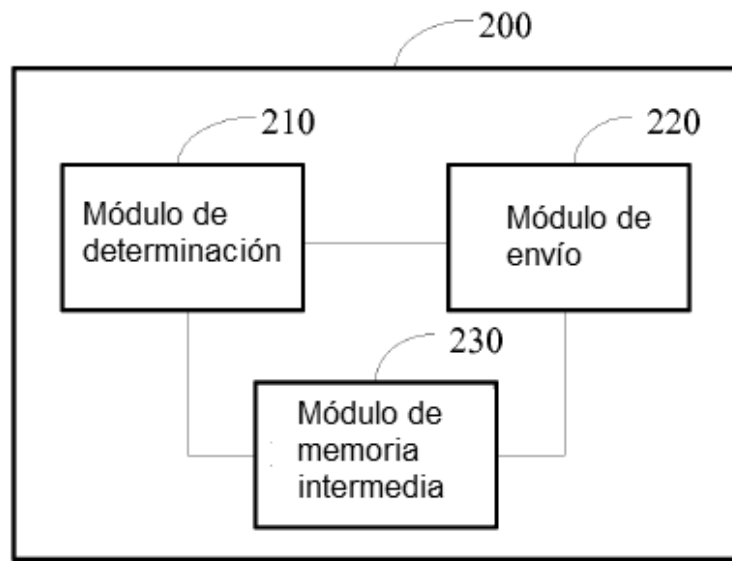 200
210
220
Módulo de
determinación
Módulo de
envío
230
Módulo de
memoria
intermedia